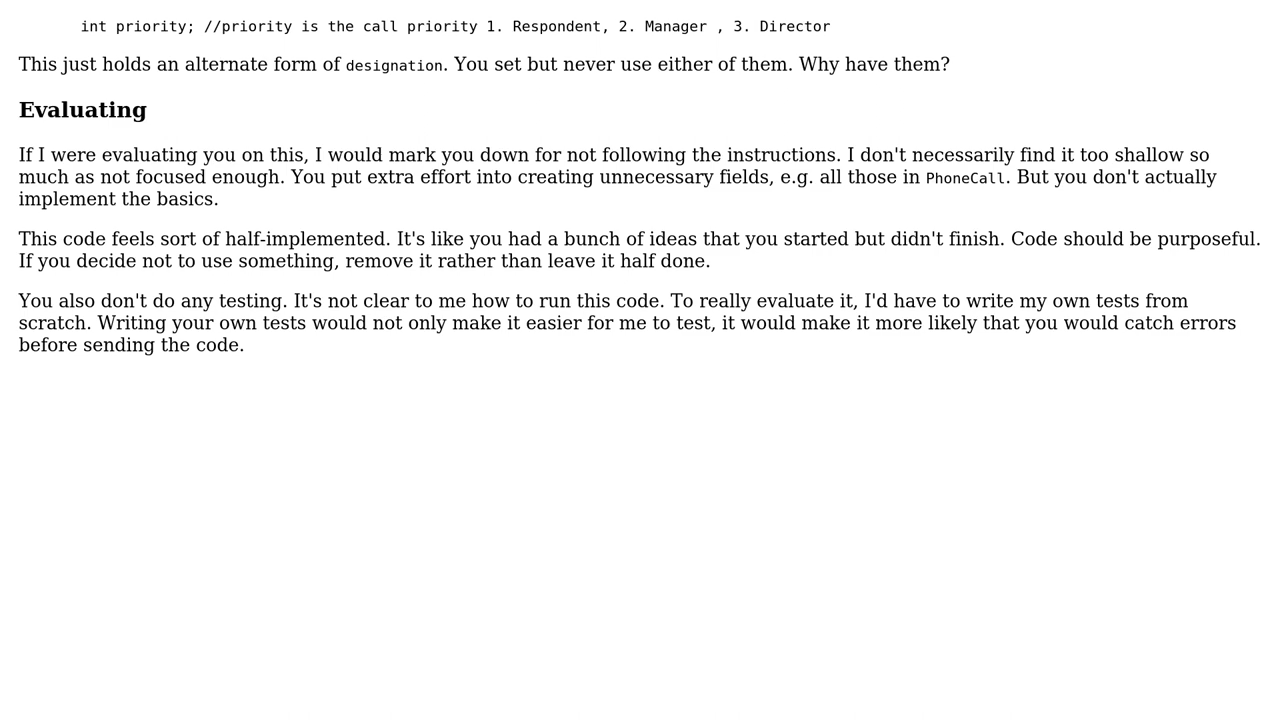 int priority; //priority is the call priority 1. Respondent, 2. Manager , 3. Director
This just holds an alternate form of designation. You set but never use either of them. Why have them?
Evaluating
If I were evaluating you on this, I would mark you down for not following the instructions. I don't necessarily find it too shallow so
much as not focused enough. You put extra effort into creating unnecessary fields, e.g. all those in PhoneCall. But you don't actually
implement the basics.
This code feels sort of half-implemented. It's like you had a bunch of ideas that you started but didn't finish. Code should be purposeful.
If you decide not to use something, remove it rather than leave it half done.
You also don't do any testing. It's not clear to me how to run this code. To really evaluate it, I'd have to write my own tests from
scratch. Writing your own tests would not only make it easier for me to test, it would make it more likely that you would catch errors
before sending the code.